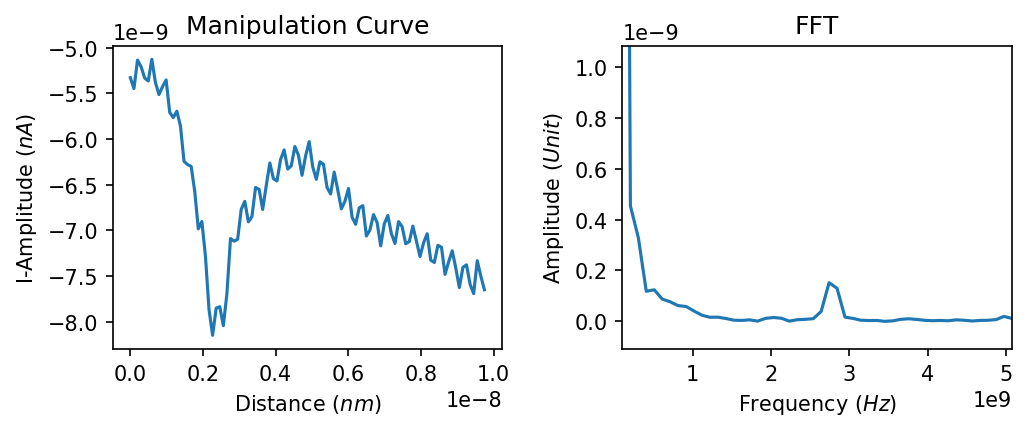 Manipulation Curve
1e−9
−5.0
−5.5
−6.0
−6.5
−7.0
−7.5
−8.0
I-Amplitude (nA)
0.0 0.2 0.4 0.6 0.8 1.0
1e−8
Distance (nm)
FFT
1e−9
1.0
0.8
0.6
0.4
0.2
0.0
Amplitude (Unit)
1 2 3 4 5
1e9
Frequency (Hz)